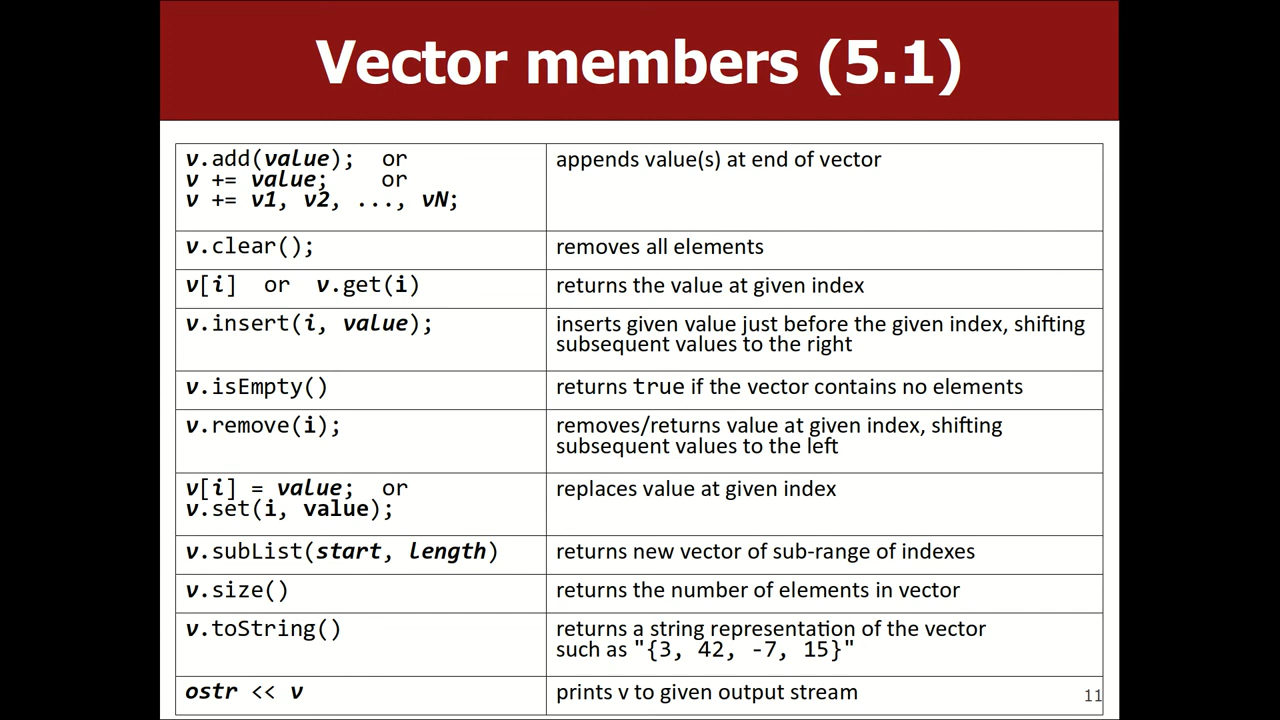 Vector members (5.1)
v.add(value); or
v += value; or
v += v1, v2, ..., vN;
appends value(s) at end of vector
v.clear();
removes all elements
v[i] or v.get(i)
returns the value at given index
v.insert(i, value);
inserts given value just before the given index, shifting
subsequent values to the right
v.isEmpty()
returns true if the vector contains no elements
v.remove(i);
removes/returns value at given index, shifting
subsequent values to the left
v[i] = value; or
v.set(i, value);
replaces value at given index
v.subList(start, length)
returns new vector of sub-range of indexes
v.size()
returns the number of elements in vector
v.toString()
returns a string representation of the vector
such as "{3, 42, -7, 15}"
ostr << v
prints v to given output stream
11